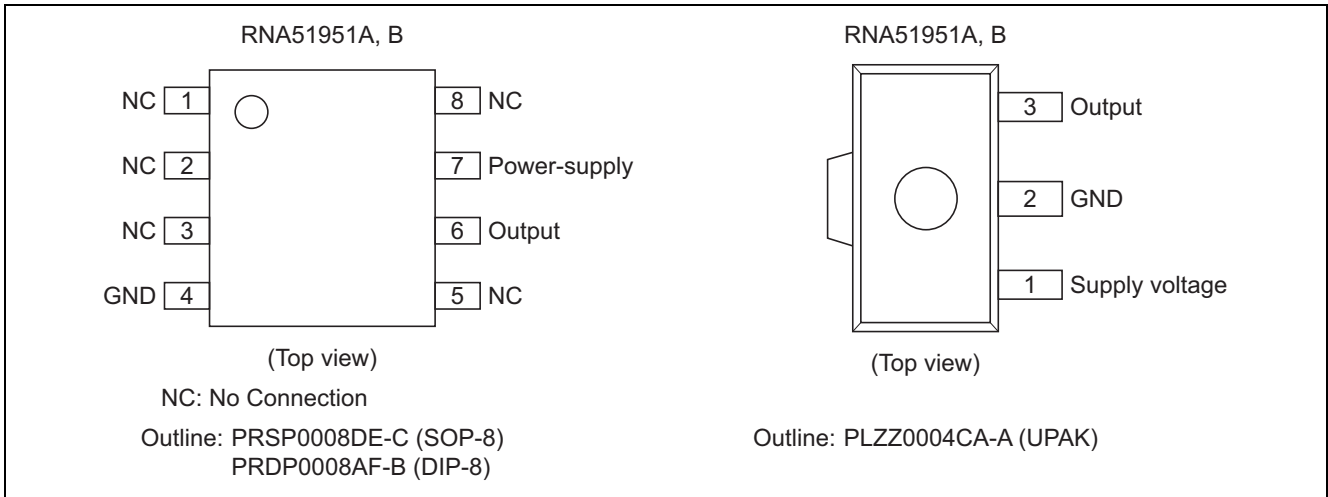 RNA51951A, B
NC 1
8 NC
NC 2
7 Power-supply
NC 3
6 Output
GND 4
5 NC
(Top view)
NC: No Connection
Outline: PRSP0008DE-C (SOP-8)
PRDP0008AF-B (DIP-8)
RNA51951A, B
3 Output
2 GND
1 Supply voltage
(Top view)
Outline: PLZZ0004CA-A (UPAK)